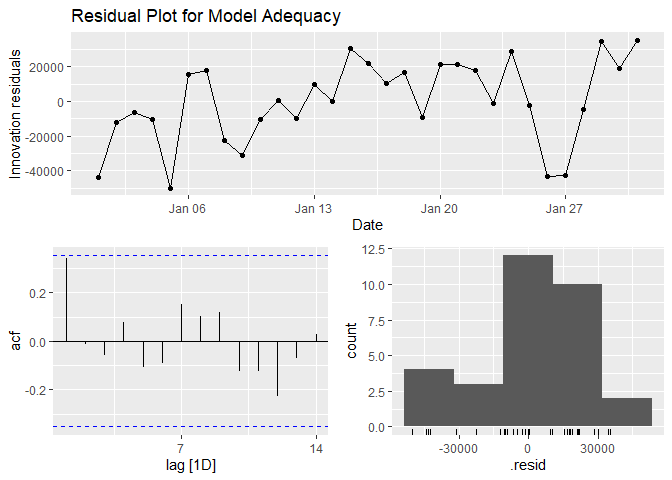 Residual Plot for Model Adequacy
Innovation residuals
20000
0
-20000
-40000
Jan 06 Jan 13 Jan 20 Jan 27
Date
acf
0.2
0.0
-0.2
7 14
lag [1D]
count
12.5
10.0
7.5
5.0
2.5
0.0
-30000 0 30000
.resid